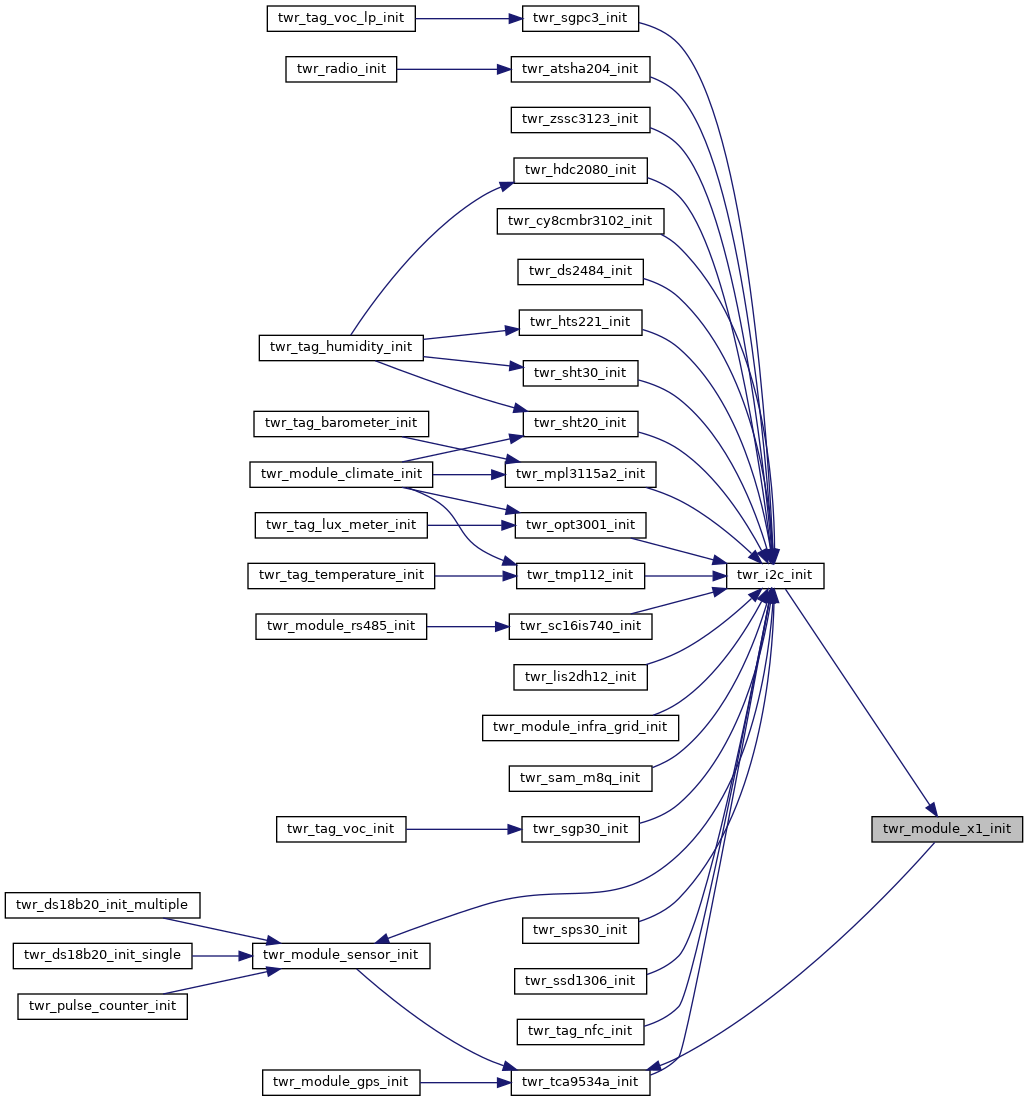 twr_tag_voc_lp_init
twr_sgpc3_init
twr_radio_init
twr_atsha204_init
twr_zssc3123_init
twr_hdc2080_init
twr_cy8cmbr3102_init
twr_ds2484_init
twr_hts221_init
twr_tag_humidity_init
twr_sht30_init
twr_tag_barometer_init
twr_sht20_init
twr_module_climate_init
twr_mpl3115a2_init
twr_tag_lux_meter_init
twr_opt3001_init
twr_tag_temperature_init
twr_tmp112_init
twr_i2c_init
twr_module_rs485_init
twr_sc16is740_init
twr_lis2dh12_init
twr_module_infra_grid_init
twr_sam_m8q_init
twr_tag_voc_init
twr_sgp30_init
twr_module_x1_init
twr_ds18b20_init_multiple
twr_sps30_init
twr_ds18b20_init_single
twr_module_sensor_init
twr_ssd1306_init
twr_pulse_counter_init
twr_tag_nfc_init
twr_module_gps_init
twr_tca9534a_init